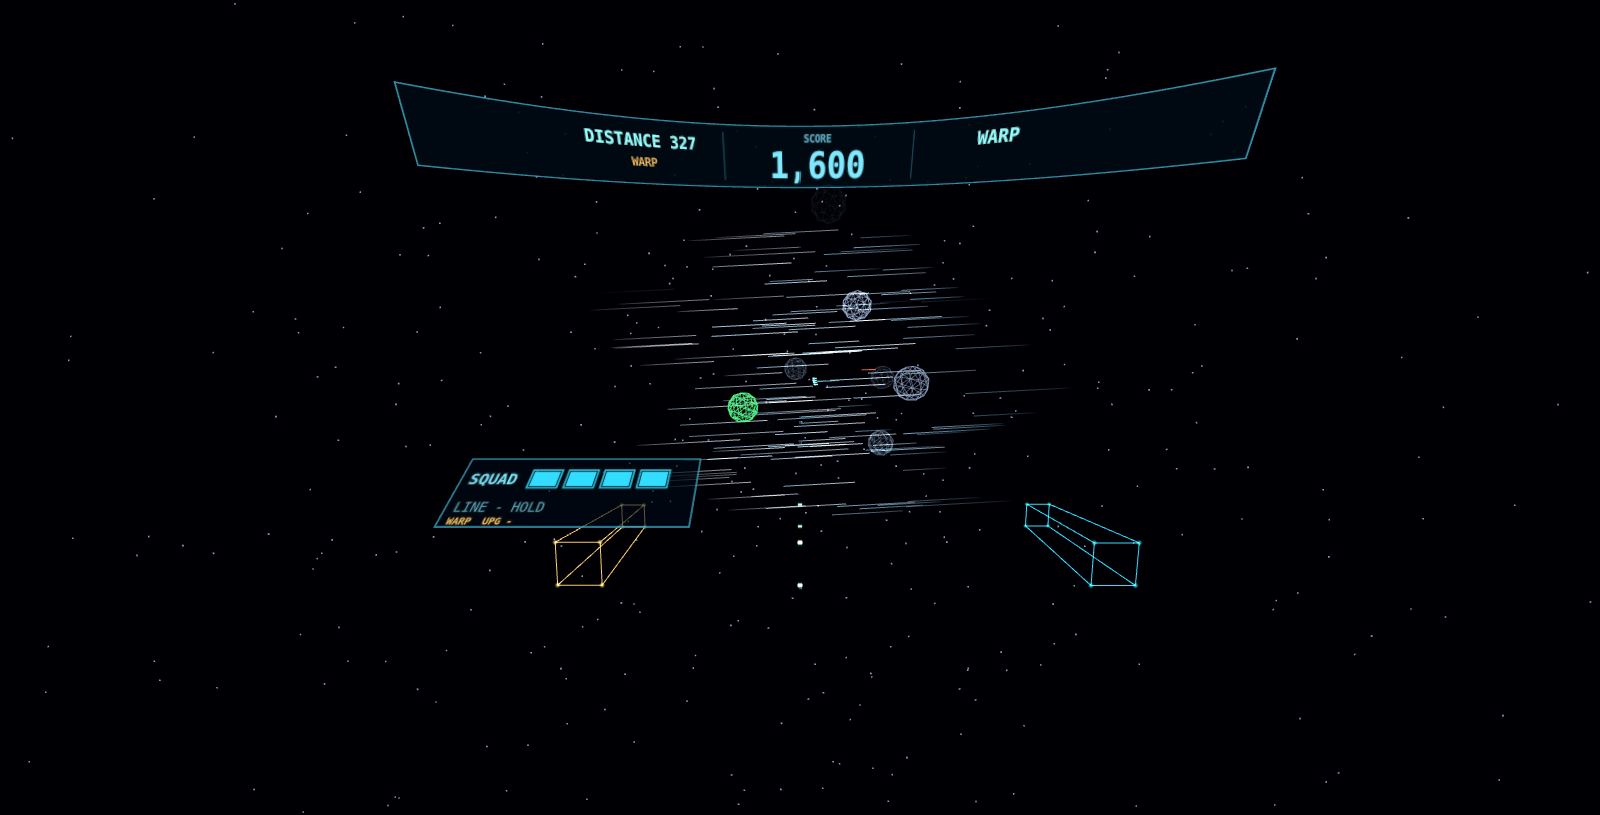 DISTANCE 327
WARP
SCORE
1,600
WARP
SQUAD
LINE - HOLD
WARP UPG -